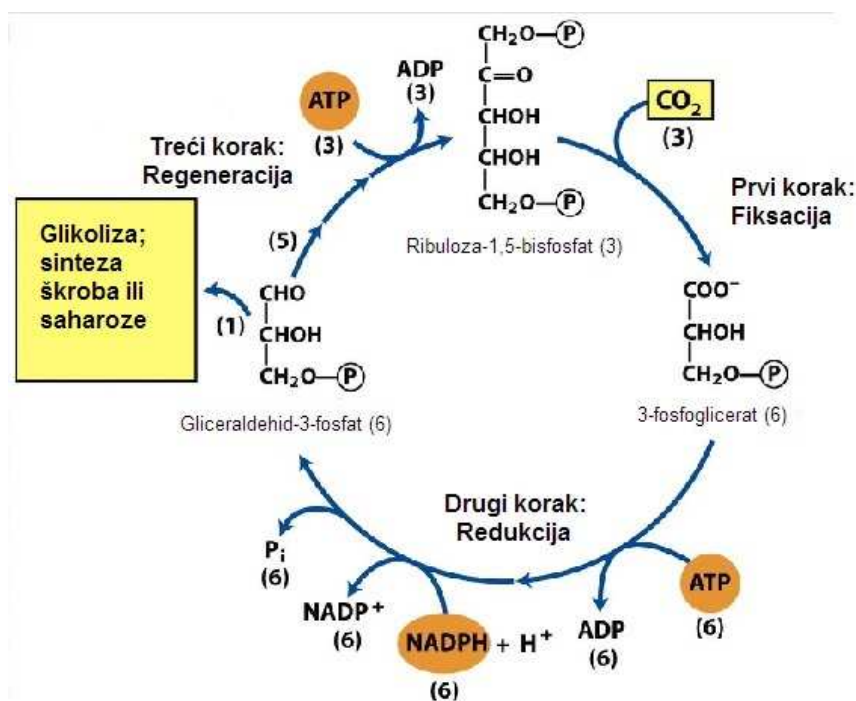 CH₂O—P
C=O
CHOH
CHOH
CH₂O—P
Ribuloza-1,5-bisfosfat (3)
ATP
(3)
ADP
(3)
CO₂
(3)
Treći korak:
Regeneracija
Prvi korak:
Fiksacija
Glikoliza;
sinteza
škroba ili
saharoze
(5)
(1)
CHO
CHOH
CH₂O—P
Gliceraldehid-3-fosfat (6)
COO⁻
CHOH
CH₂O—P
3-fosfoglicerat (6)
Drugi korak:
Redukcija
Pᵢ
(6)
NADP⁺
(6)
NADPH + H⁺
(6)
ADP
(6)
ATP
(6)